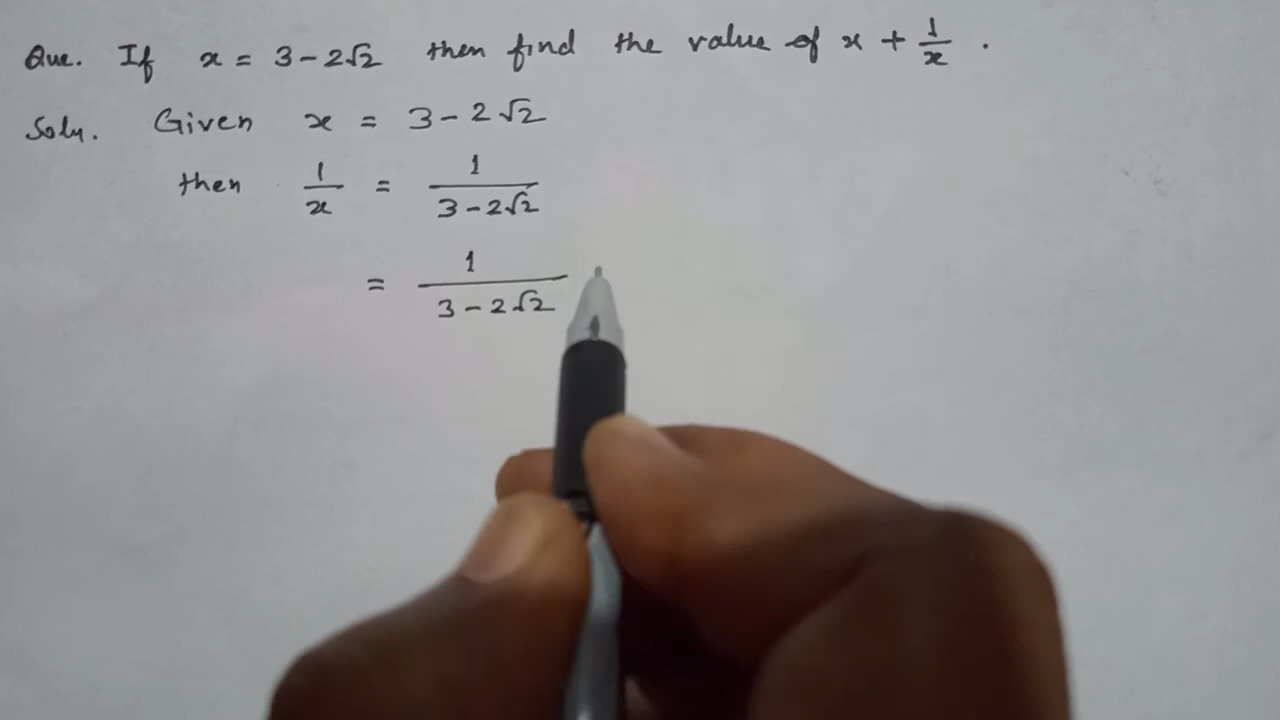 Que. If x = 3 - 2√2 then find the value of x + 1/x .
Soln. Given x = 3 - 2√2
then 1/x = 1/(3 - 2√2)
= 1/(3 - 2√2)